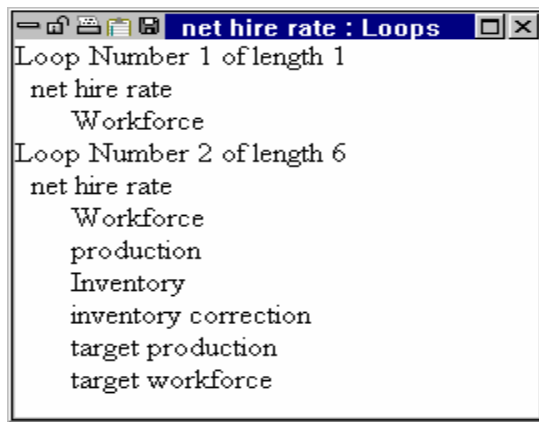 net hire rate : Loops
Loop Number 1 of length 1
net hire rate
Workforce
Loop Number 2 of length 6
net hire rate
Workforce
production
Inventory
inventory correction
target production
target workforce